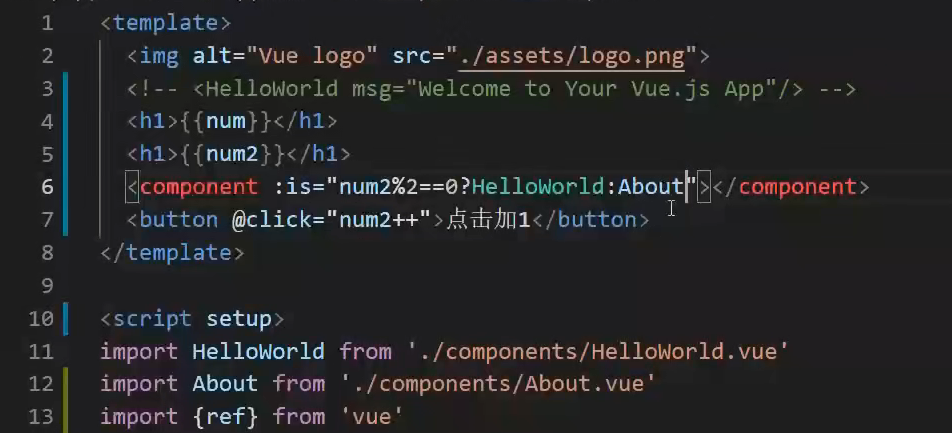 1 <template>
2 <img alt="Vue logo" src="./assets/logo.png">
3 <!-- <HelloWorld msg="Welcome to Your Vue.js App"/> -->
4 <h1>{{num}}</h1>
5 <h1>{{num2}}</h1>
6 <component :is="num2%2==0?HelloWorld:About"></component>
7 <button @click="num2++">点击加1</button>
8 </template>
9
10 <script setup>
11 import HelloWorld from './components/HelloWorld.vue'
12 import About from './components/About.vue'
13 import {ref} from 'vue'